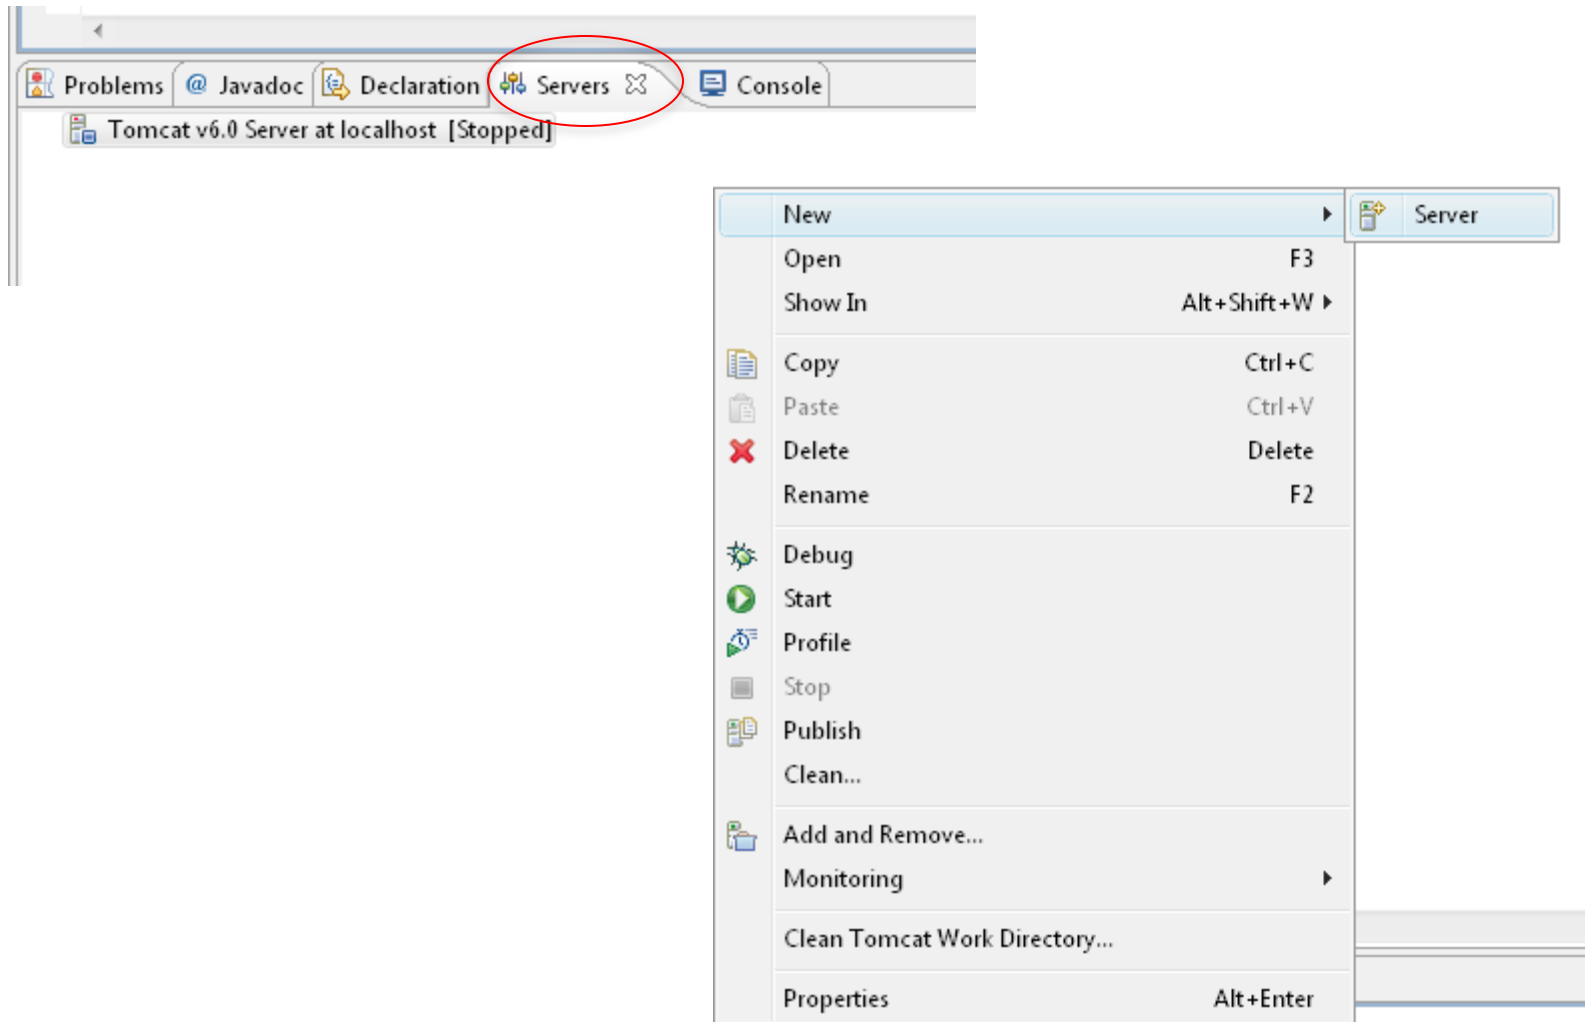 Problems @ Javadoc Declaration Servers Console
Tomcat v6.0 Server at localhost [Stopped]
New Server
Open F3
Show In Alt+Shift+W
Copy Ctrl+C
Paste Ctrl+V
Delete Delete
Rename F2
Debug
Start
Profile
Stop
Publish
Clean...
Add and Remove...
Monitoring
Clean Tomcat Work Directory...
Properties Alt+Enter